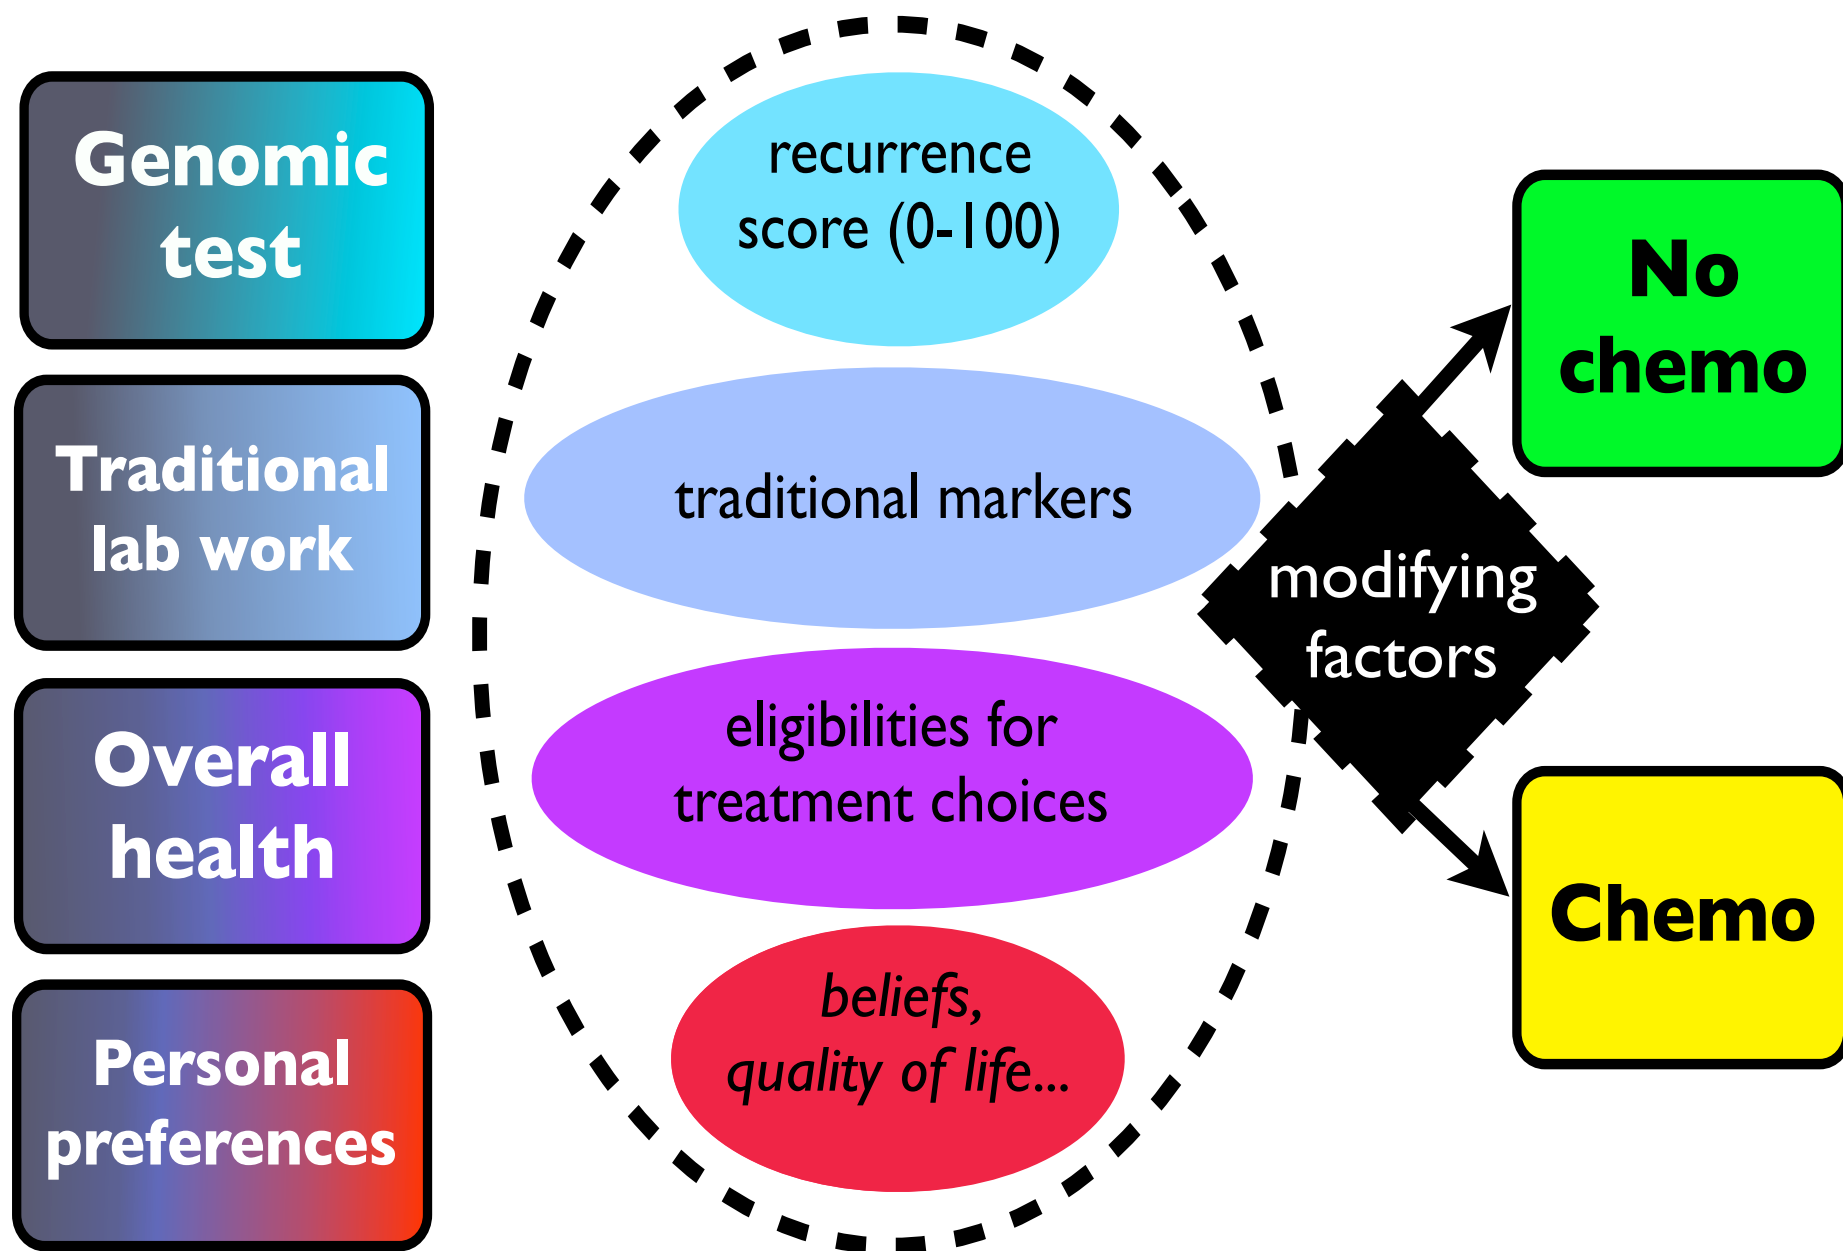 Genomic
test
Traditional
lab work
Overall
health
Personal
preferences
recurrence
score (0-100)
traditional markers
eligibilities for
treatment choices
beliefs,
quality of life...
modifying
factors
No
chemo
Chemo